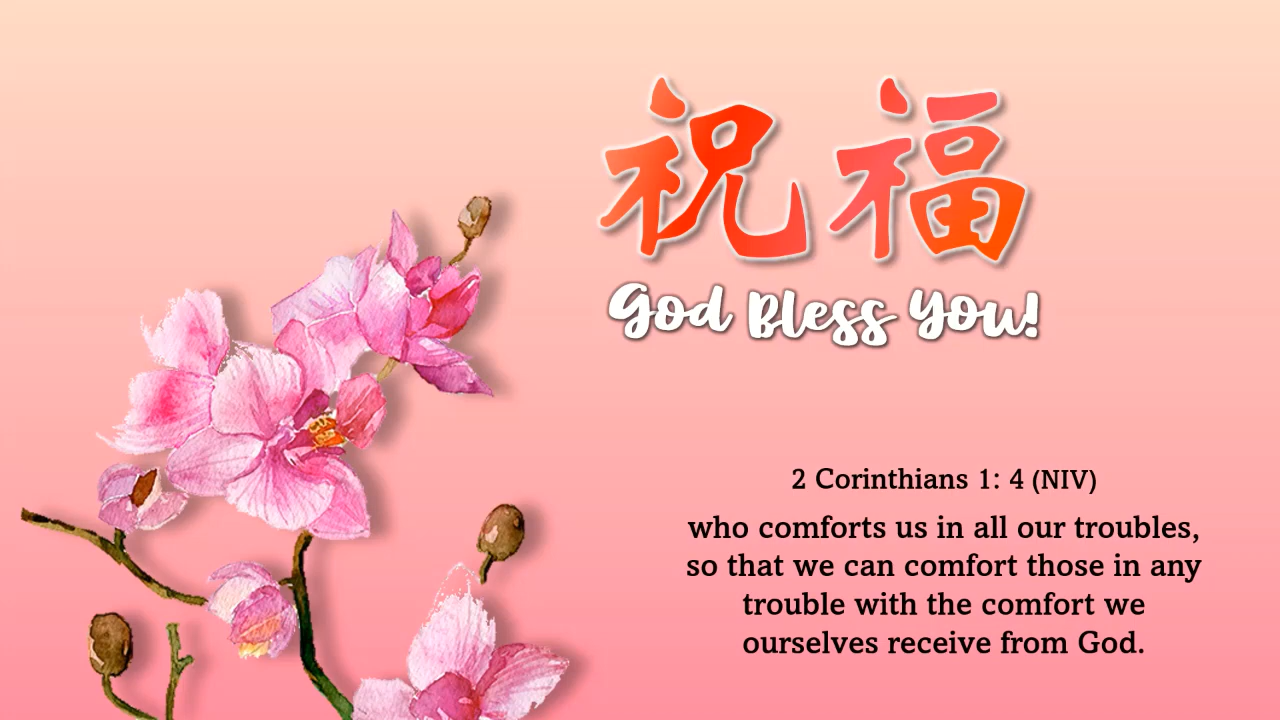 祝福
God Bless You!
2 Corinthians 1: 4 (NIV)
who comforts us in all our troubles,
so that we can comfort those in any
trouble with the comfort we
ourselves receive from God.